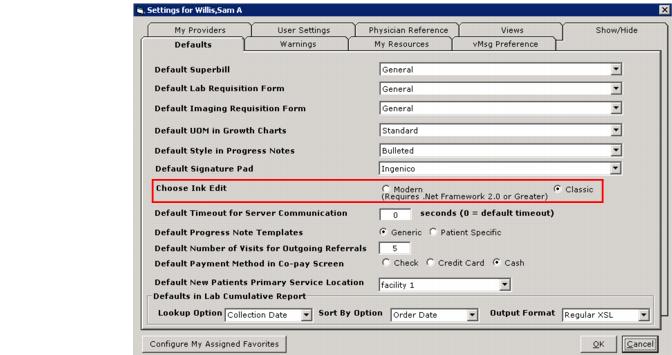 Settings for Willis,Sam A
My Providers User Settings Physician Reference Views Show/Hide
Defaults Warnings My Resources vMsg Preference
Default Superbill General
Default Lab Requisition Form General
Default Imaging Requisition Form General
Default UOM in Growth Charts Standard
Default Style in Progress Notes Bulleted
Default Signature Pad Ingenico
Choose Ink Edit Modern Classic
(Requires .Net Framework 2.0 or Greater)
Default Timeout for Server Communication 0 seconds (0 = default timeout)
Default Progress Note Templates Generic Patient Specific
Default Number of Visits for Outgoing Referrals 5
Default Payment Method in Co-pay Screen Check Credit Card Cash
Default New Patients Primary Service Location facility 1
Defaults in Lab Cumulative Report
Lookup Option Collection Date Sort By Option Order Date Output Format Regular XSL
Configure My Assigned Favorites OK Cancel